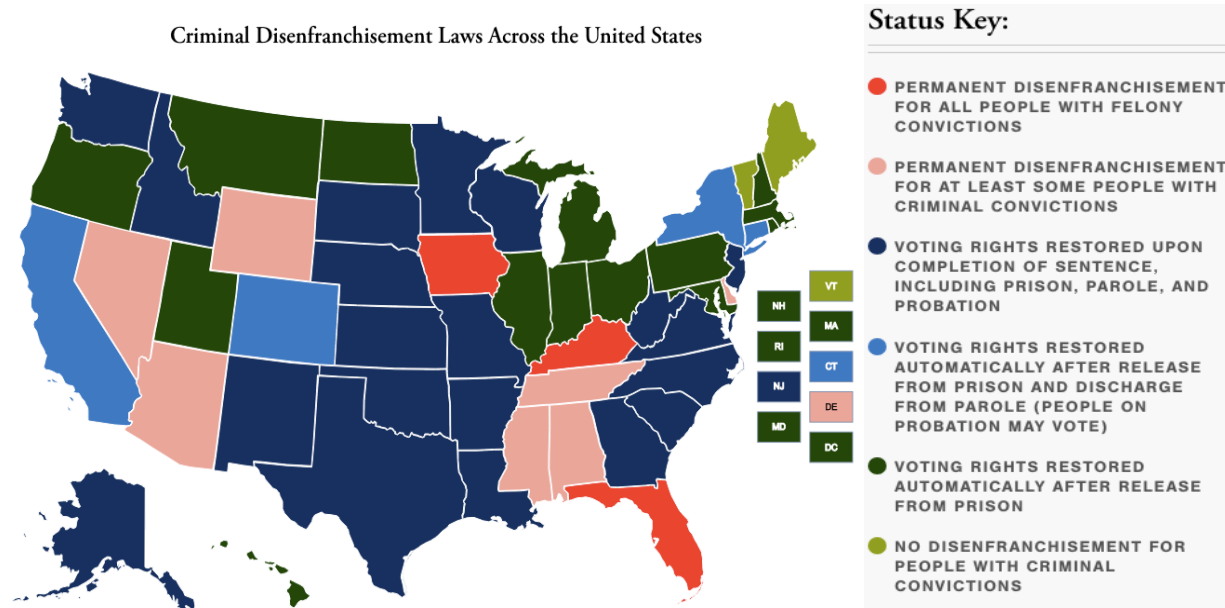 Criminal Disenfranchisement Laws Across the United States
VT
NH
MA
RI
CT
NJ
DE
MD
DC
Status Key:
PERMANENT DISENFRANCHISEMENT
FOR ALL PEOPLE WITH FELONY
CONVICTIONS
PERMANENT DISENFRANCHISEMENT
FOR AT LEAST SOME PEOPLE WITH
CRIMINAL CONVICTIONS
VOTING RIGHTS RESTORED UPON
COMPLETION OF SENTENCE,
INCLUDING PRISON, PAROLE, AND
PROBATION
VOTING RIGHTS RESTORED
AUTOMATICALLY AFTER RELEASE
FROM PRISON AND DISCHARGE
FROM PAROLE (PEOPLE ON
PROBATION MAY VOTE)
VOTING RIGHTS RESTORED
AUTOMATICALLY AFTER RELEASE
FROM PRISON
NO DISENFRANCHISEMENT FOR
PEOPLE WITH CRIMINAL
CONVICTIONS